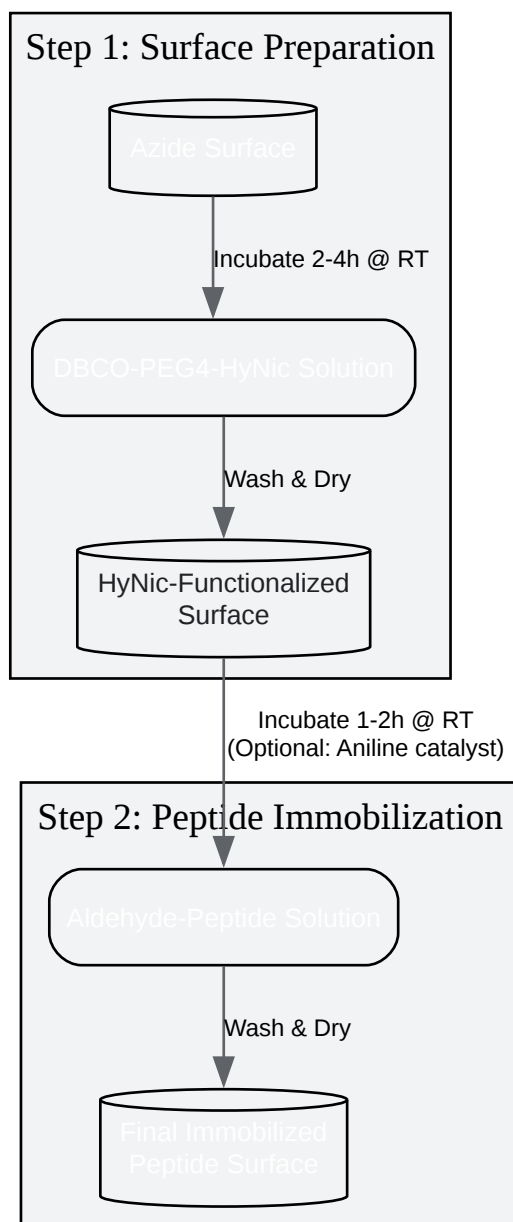 Step 1: Surface Preparation
Azide Surface
Incubate 2-4h @ RT
DBCO-PEG4-HyNic Solution
Wash & Dry
HyNic-Functionalized
Surface
Incubate 1-2h @ RT
(Optional: Aniline catalyst)
Step 2: Peptide Immobilization
Aldehyde-Peptide Solution
Wash & Dry
Final Immobilized
Peptide Surface